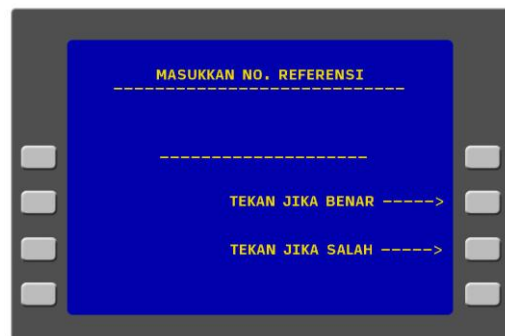 MASUKKAN NO. REFERENSI
----------------------------
--------------------
TEKAN JIKA BENAR ----->
TEKAN JIKA SALAH ----->